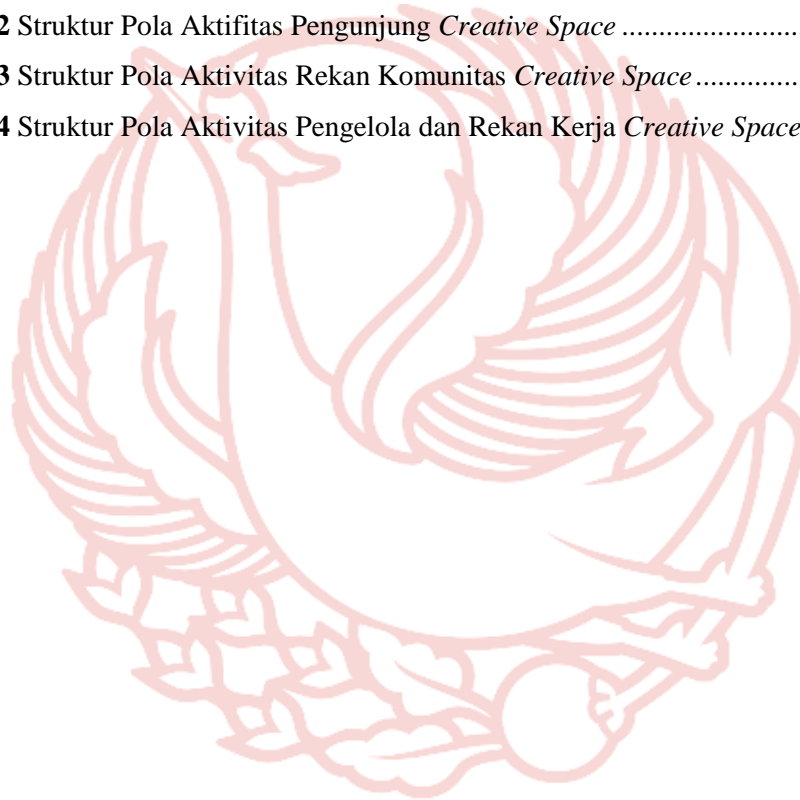 2 Struktur Pola Aktifitas Pengunjung Creative Space .......................
3 Struktur Pola Aktivitas Rekan Komunitas Creative Space..............
4 Struktur Pola Aktivitas Pengelola dan Rekan Kerja Creative Space